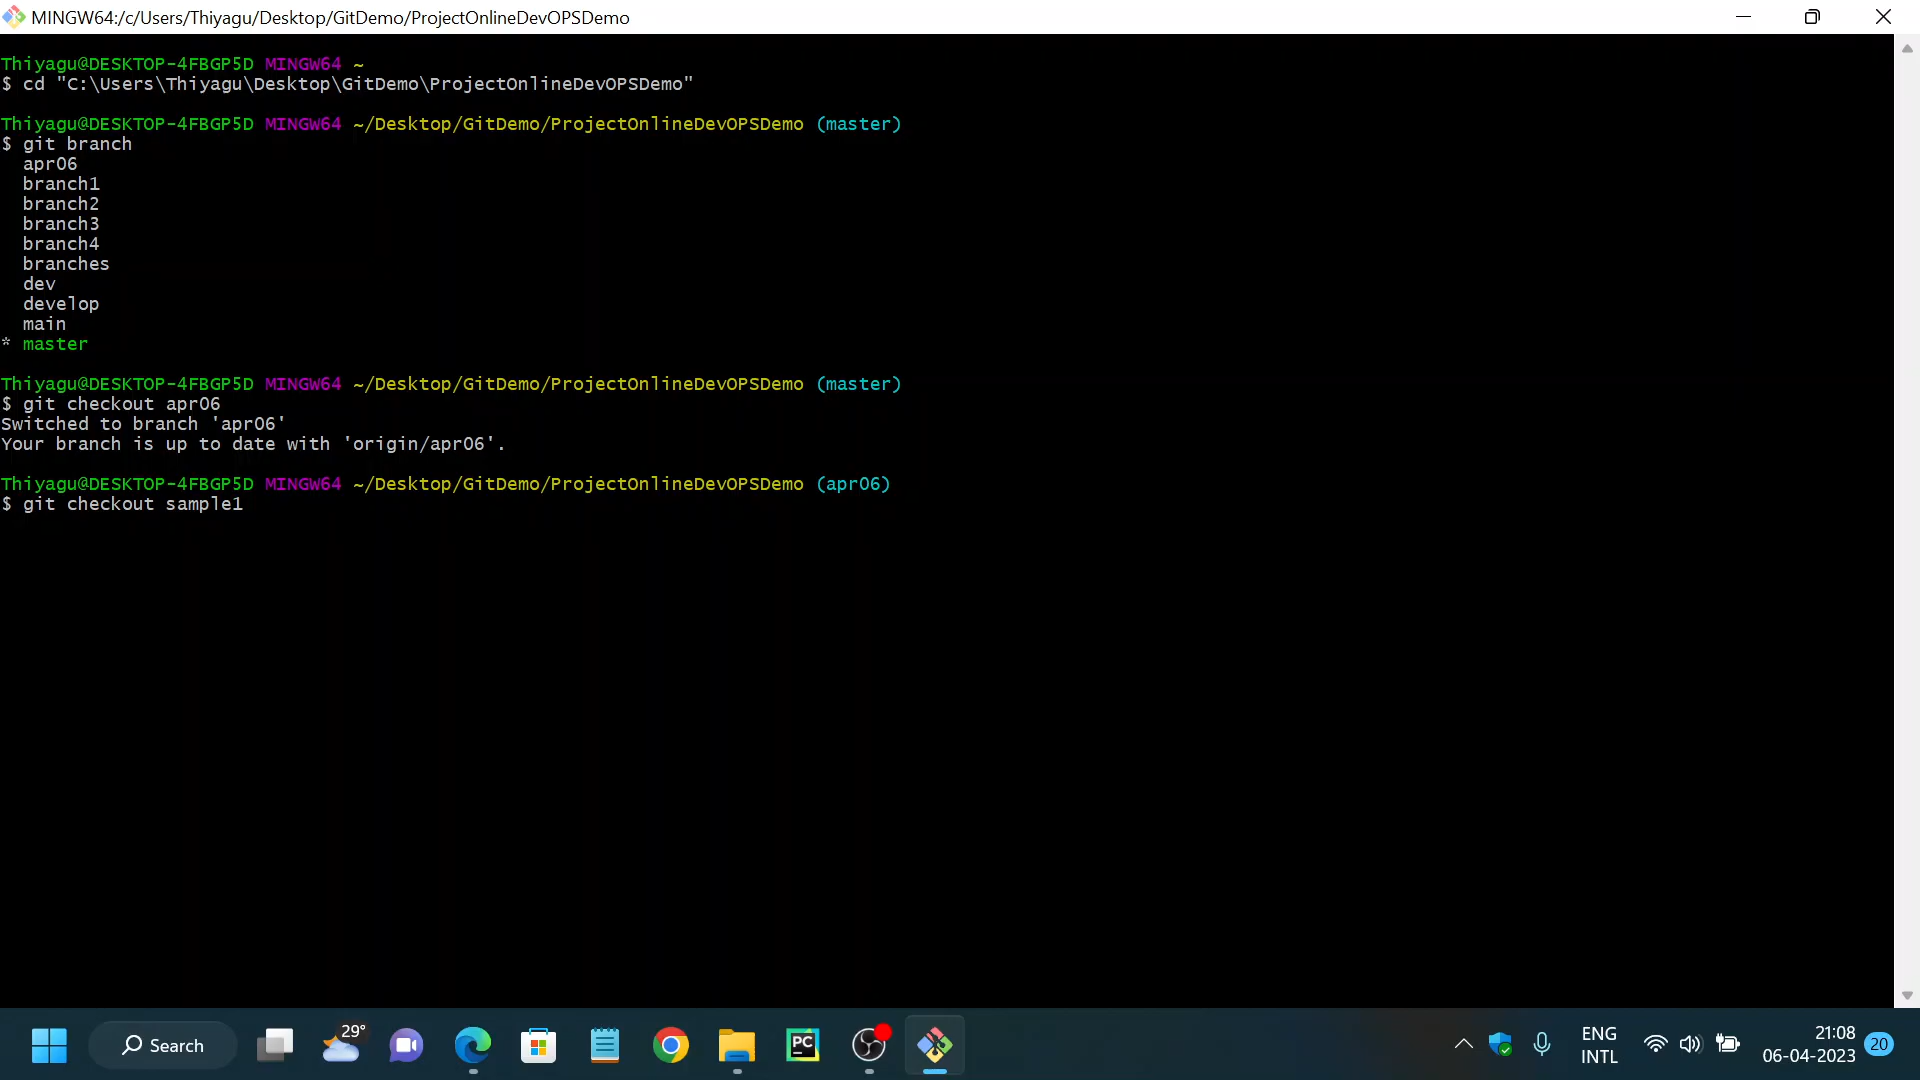 MINGW64:/c/Users/Thiyagu/Desktop/GitDemo/ProjectOnlineDevOPSDemo
Thiyagu@DESKTOP-4FBGP5D MINGW64 ~
$ cd "C:\Users\Thiyagu\Desktop\GitDemo\ProjectOnlineDevOPSDemo"
Thiyagu@DESKTOP-4FBGP5D MINGW64 ~/Desktop/GitDemo/ProjectOnlineDevOPSDemo (master)
$ git branch
apr06
branch1
branch2
branch3
branch4
branches
dev
develop
main
* master
Thiyagu@DESKTOP-4FBGP5D MINGW64 ~/Desktop/GitDemo/ProjectOnlineDevOPSDemo (master)
$ git checkout apr06
Switched to branch 'apr06'
Your branch is up to date with 'origin/apr06'.
Thiyagu@DESKTOP-4FBGP5D MINGW64 ~/Desktop/GitDemo/ProjectOnlineDevOPSDemo (apr06)
$ git checkout sample1
Search
29°
PC
ENG
INTL
21:08
06-04-2023
20